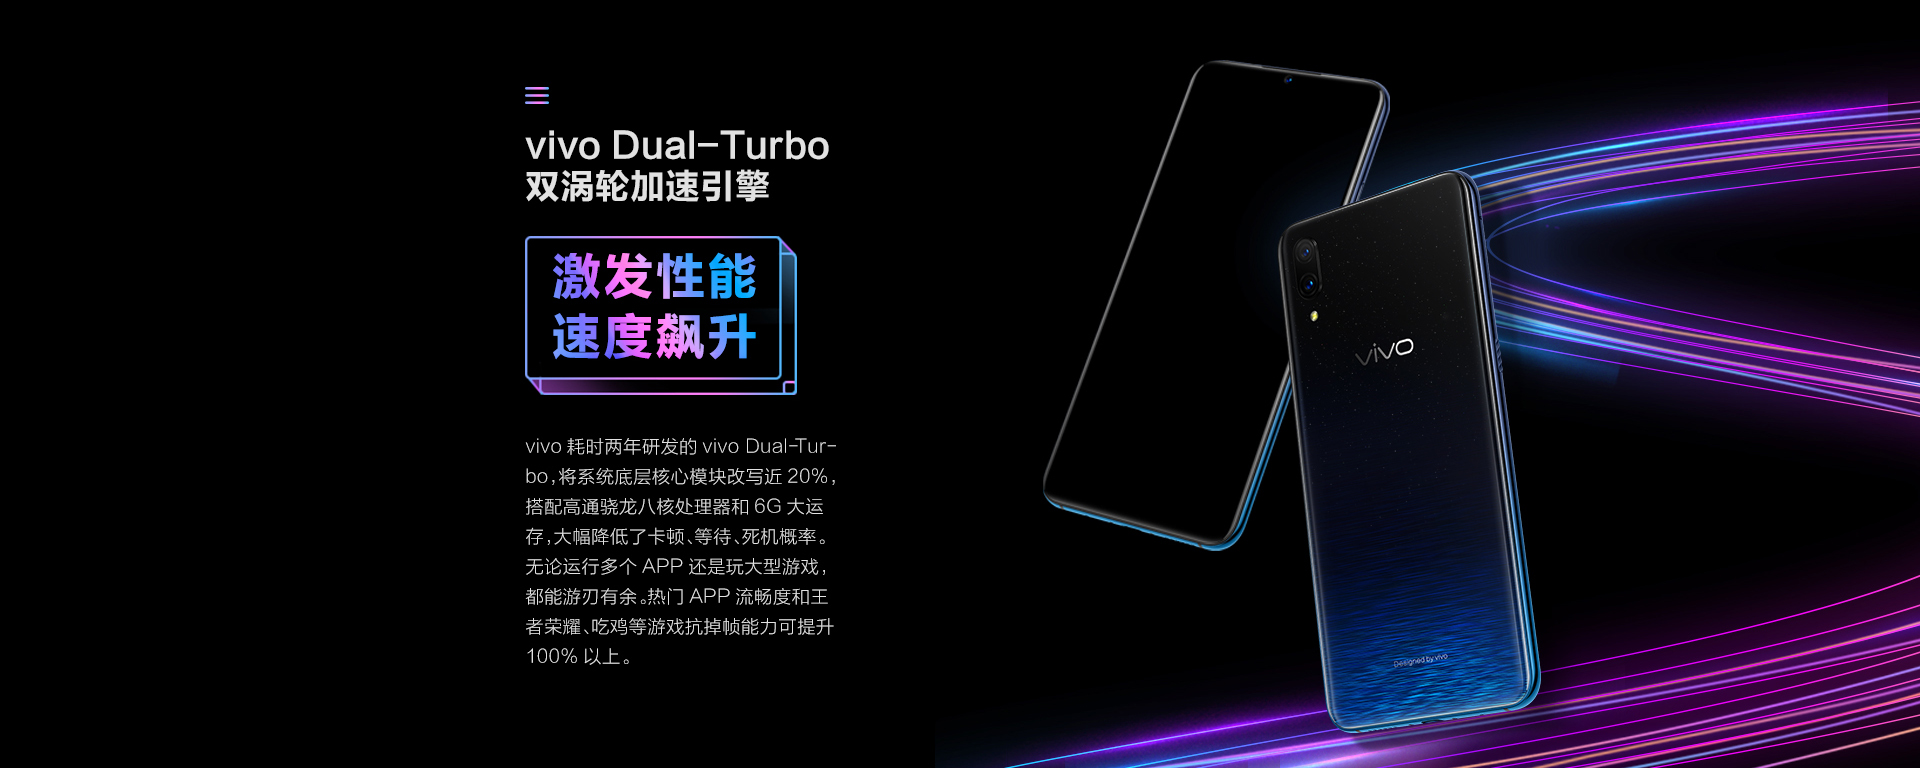 vivo Dual-Turbo
双涡轮加速引擎
激发性能
速度飙升
vivo 耗时两年研发的 vivo Dual-Tur-
bo,将系统底层核心模块改写近 20%,
搭配高通骁龙八核处理器和 6G 大运
存,大幅降低了卡顿、等待、死机概率。
无论运行多个 APP 还是玩大型游戏,
都能游刃有余。热门 APP 流畅度和王
者荣耀、吃鸡等游戏抗掉帧能力可提升
100% 以上。
vivo
Designed by vivo